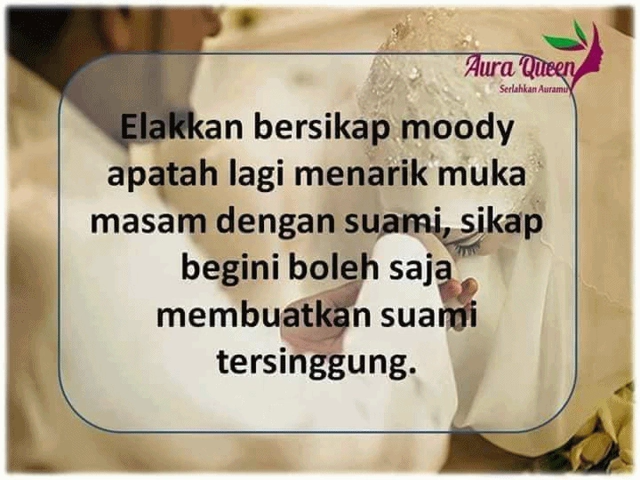 Aura Queen
Serlahkan Auramu
Elakkan bersikap moody
apatah lagi menarik muka
masam dengan suami, sikap
begini boleh saja
membuatkan suami
tersinggung.